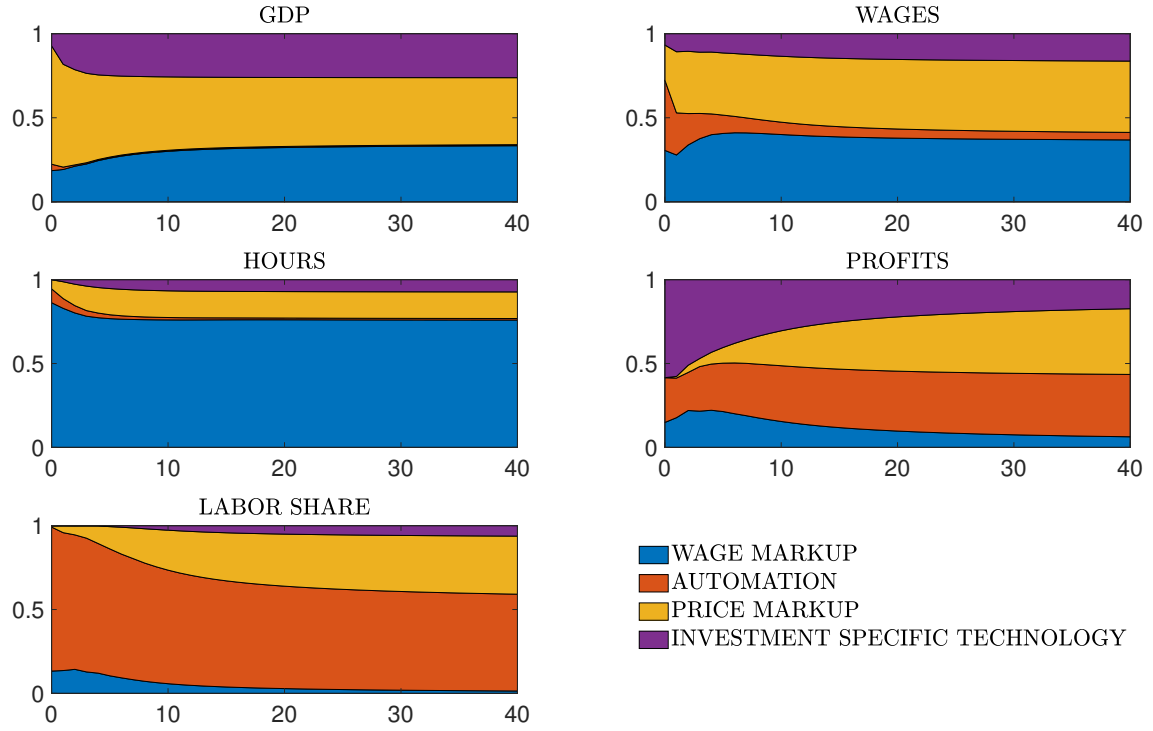 GDP
1
0.5
0
0 10 20 30 40
WAGES
1
0.5
0
0 10 20 30 40
HOURS
1
0.5
0
0 10 20 30 40
PROFITS
1
0.5
0
0 10 20 30 40
LABOR SHARE
1
0.5
0
0 10 20 30 40
WAGE MARKUP
AUTOMATION
PRICE MARKUP
INVESTMENT SPECIFIC TECHNOLOGY